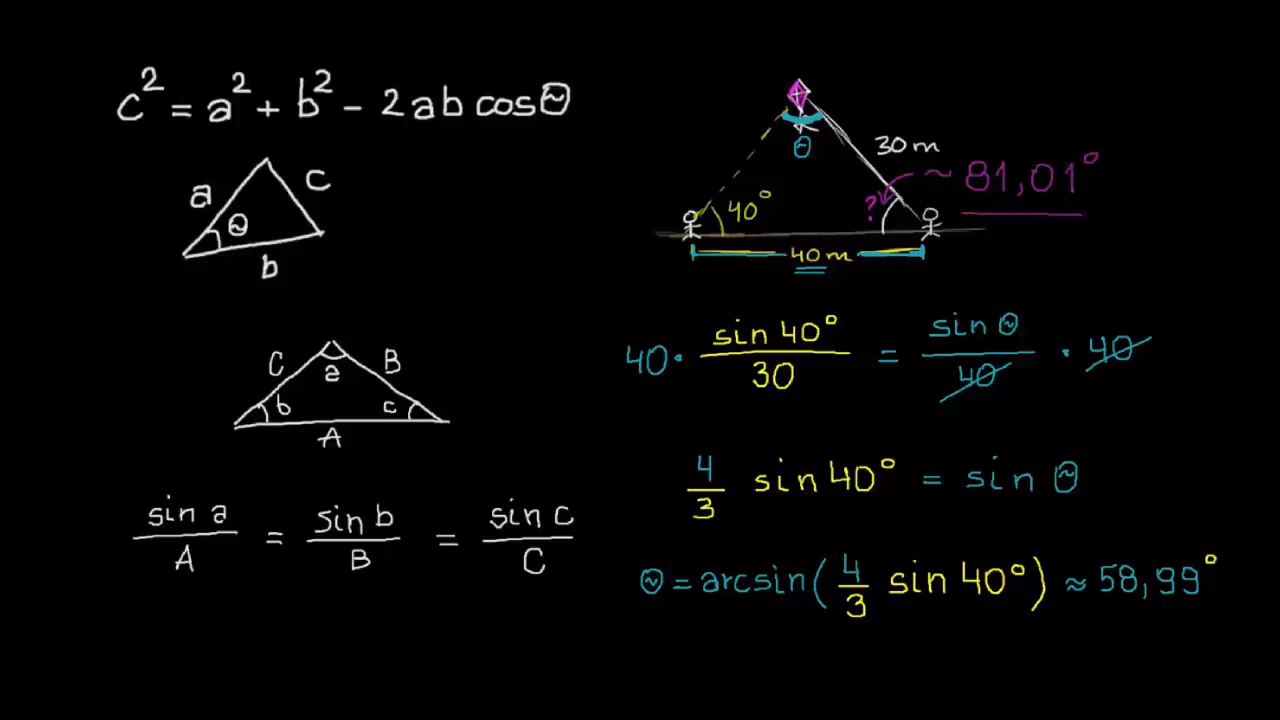 c² = a² + b² - 2ab cosθ
a
c
θ
b
C
B
a
b
c
A
sin a / A = sin b / B = sin c / C
θ
30 m
? ~ 81,01°
40°
40 m
40 · sin 40° / 30 = sin θ / 40 · 40
4/3 sin 40° = sin θ
θ = arcsin(4/3 sin 40°) ≈ 58,99°